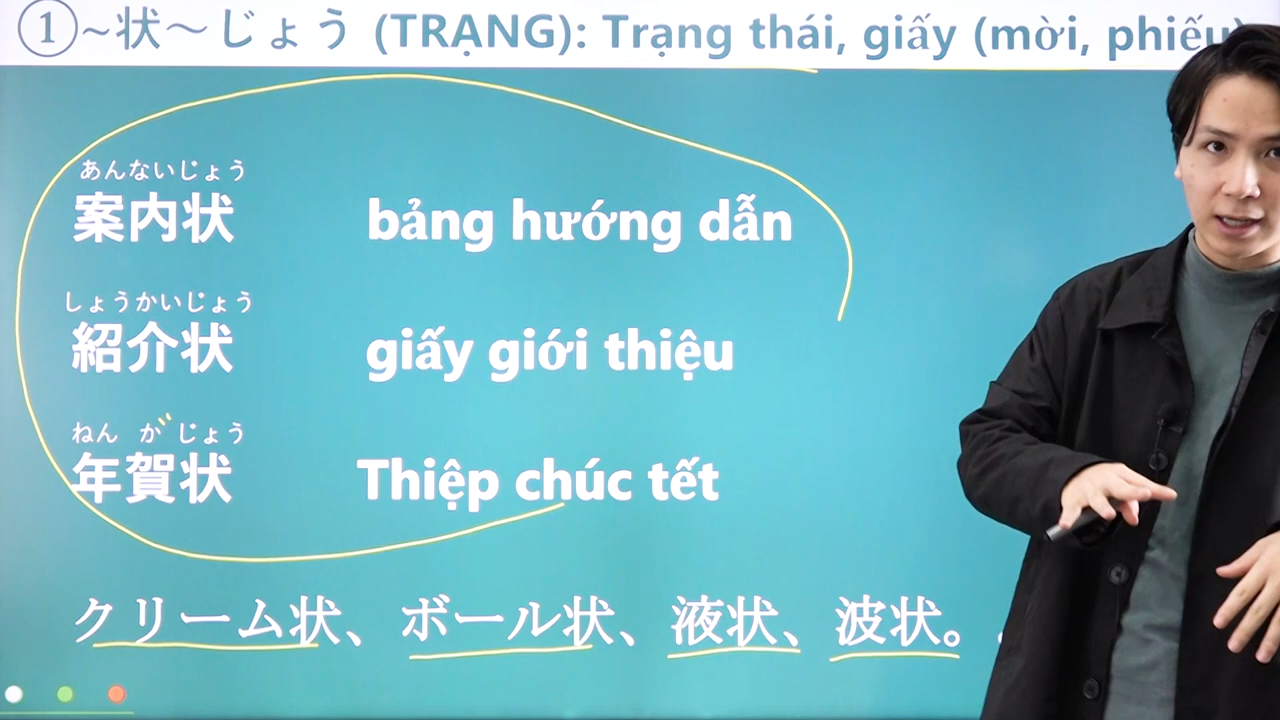 ①~状~じょう (TRẠNG): Trạng thái, giấy (mời, phiếu)
あんないじょう
案内状 bảng hướng dẫn
しょうかいじょう
紹介状 giấy giới thiệu
ねん が じょう
年賀状 Thiệp chúc tết
クリーム状、ボール状、液状、波状。.